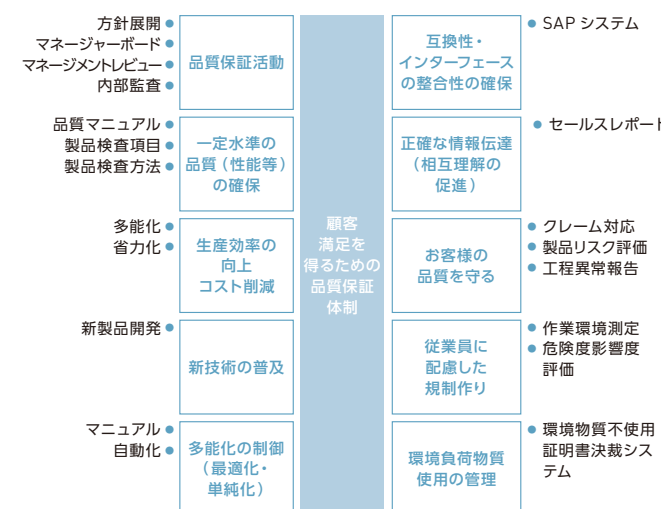 方針展開
マネージャーボード
マネージメントレビュー
内部監査
品質保証活動
品質マニュアル
製品検査項目
製品検査方法
一定水準の
品質（性能等）
の確保
多能化
省力化
生産効率の
向上
コスト削減
新製品開発
新技術の普及
マニュアル
自動化
多能化の制御
（最適化・
単純化）
顧客
満足を
得るための
品質保証
体制
互換性・
インターフェース
の整合性の確保
SAP システム
正確な情報伝達
（相互理解の
促進）
セールスレポート
お客様の
品質を守る
クレーム対応
製品リスク評価
工程異常報告
従業員に
配慮した
規制作り
作業環境測定
危険度影響度
評価
環境負荷物質
使用の管理
環境物質不使用
証明書決裁シス
テム